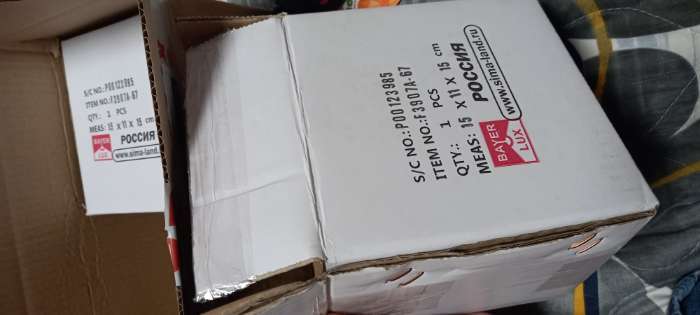 S/C NO.: P00123985
ITEM NO.: F3907A-67
QTY.: 1 PCS
MEAS: 15 X 11 X 15 cm
BAYER LUX
РОССИЯ
www.sima-land.ru
S/C NO.:P00123985
ITEM NO.:F3907A-67
QTY.: 1 PCS
MEAS: 15 X 11 X 15 cm
BAYER
LUX
РОССИЯ
www.sima-land.ru